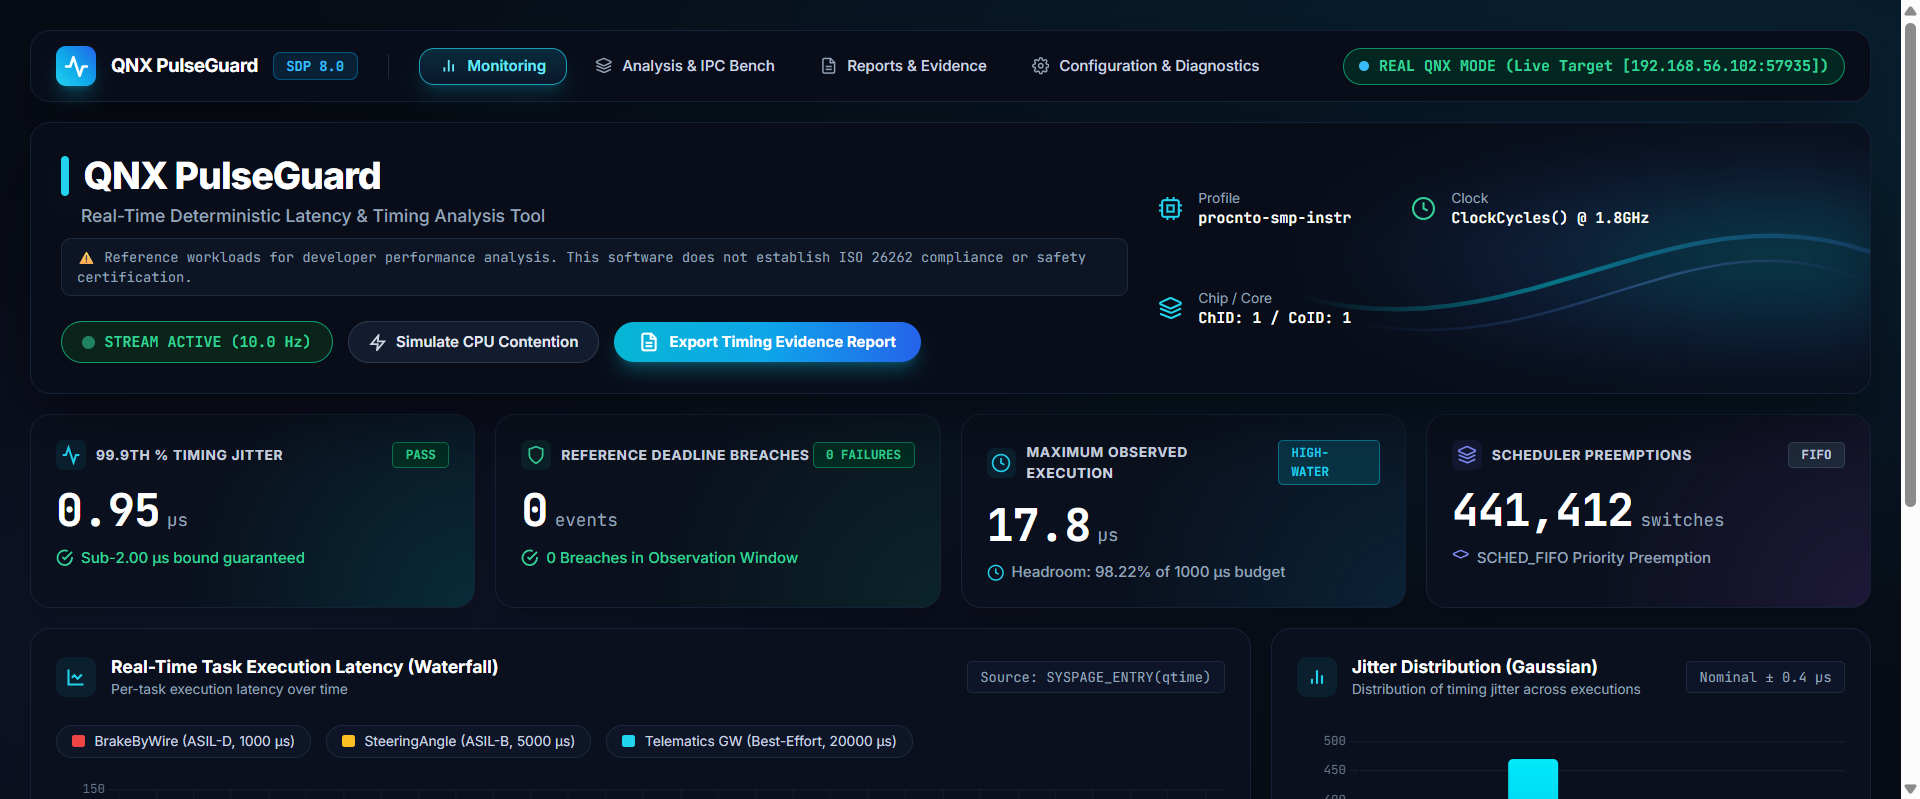 QNX PulseGuard
SDP 8.0
Monitoring
Analysis & IPC Bench
Reports & Evidence
Configuration & Diagnostics
REAL QNX MODE (Live Target [192.168.56.102:57935])
QNX PulseGuard
Real-Time Deterministic Latency & Timing Analysis Tool
Reference workloads for developer performance analysis. This software does not establish ISO 26262 compliance or safety
certification.
STREAM ACTIVE (10.0 Hz)
Simulate CPU Contention
Export Timing Evidence Report
Profile
procnto-smp-instr
Clock
ClockCycles() @ 1.8GHz
Chip / Core
ChID: 1 / CoID: 1
99.9TH % TIMING JITTER
PASS
0.95 µs
Sub-2.00 µs bound guaranteed
REFERENCE DEADLINE BREACHES
0 FAILURES
0 events
0 Breaches in Observation Window
MAXIMUM OBSERVED
EXECUTION
HIGH-
WATER
17.8 µs
Headroom: 98.22% of 1000 µs budget
SCHEDULER PREEMPTIONS
FIFO
441,412 switches
SCHED_FIFO Priority Preemption
Real-Time Task Execution Latency (Waterfall)
Per-task execution latency over time
Source: SYSPAGE_ENTRY(qtime)
BrakeByWire (ASIL-D, 1000 µs)
SteeringAngle (ASIL-B, 5000 µs)
Telematics GW (Best-Effort, 20000 µs)
150
Jitter Distribution (Gaussian)
Distribution of timing jitter across executions
Nominal ± 0.4 µs
500
450
400